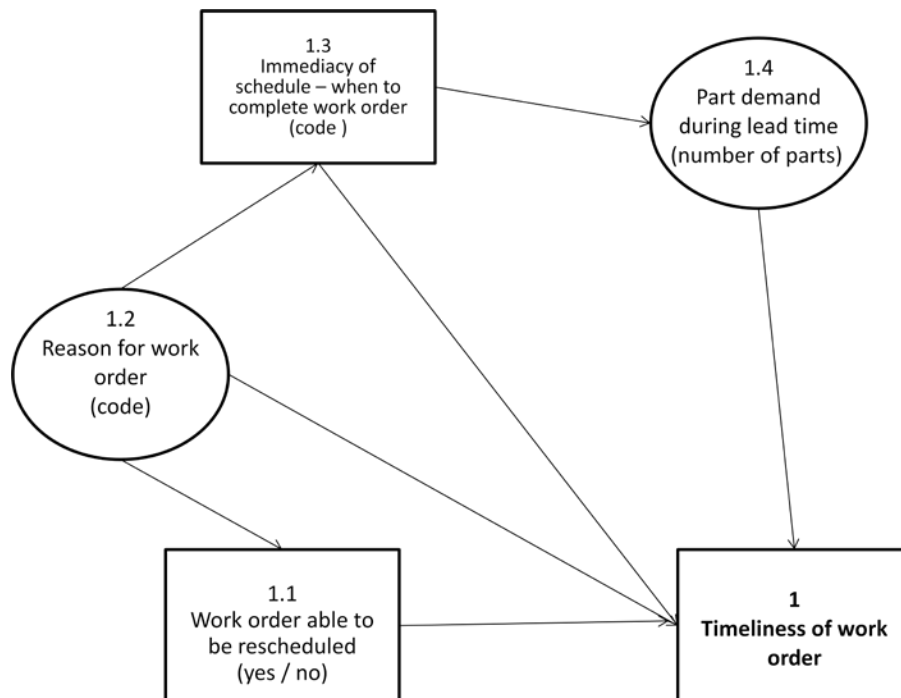 1.3
Immediacy of
schedule – when to
complete work order
(code )
1.4
Part demand
during lead time
(number of parts)
1.2
Reason for work
order
(code)
1.1
Work order able to
be rescheduled
(yes / no)
1
Timeliness of work
order